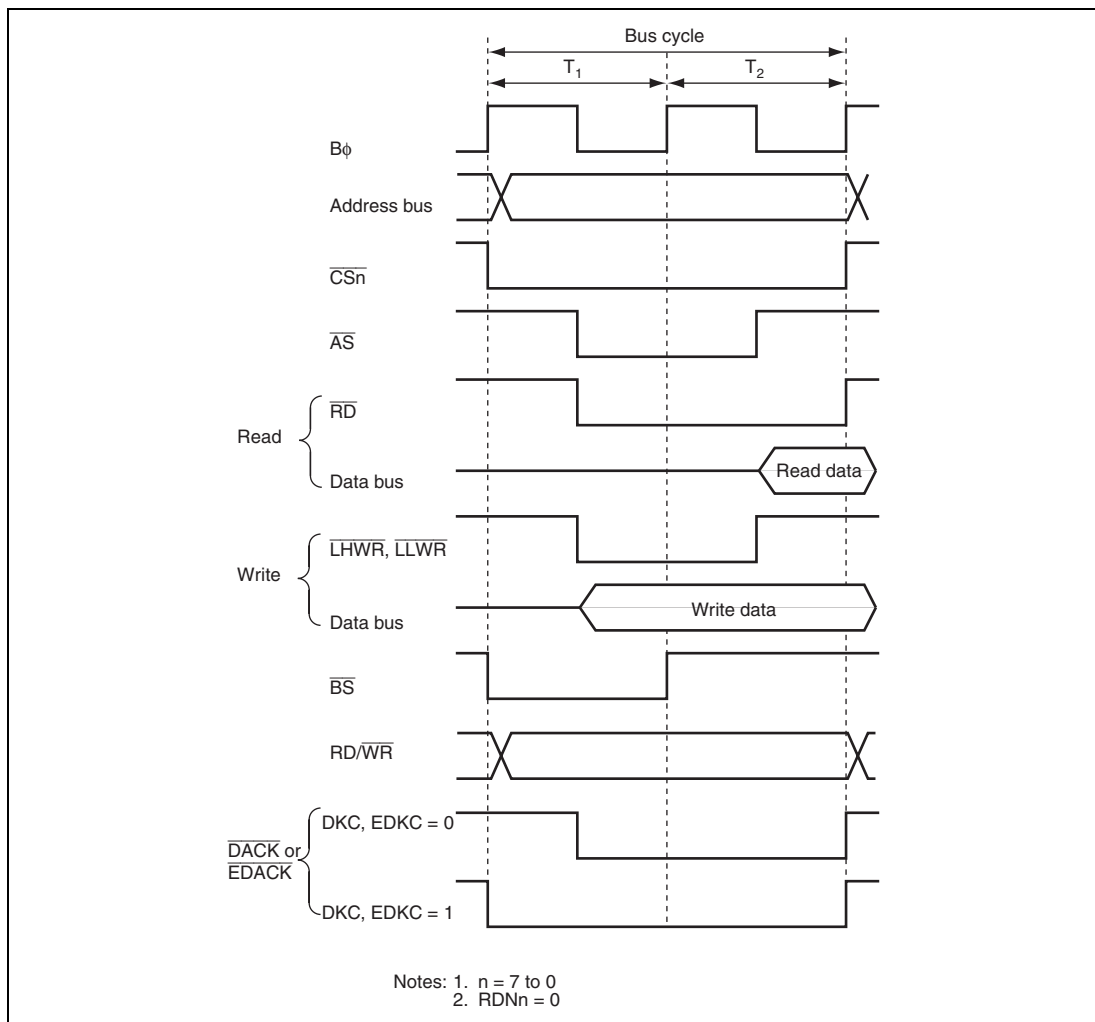 Bus cycle
T1 T2
Bφ
Address bus
CSn
AS
RD
Read
Read data
Data bus
LHWR, LLWR
Write
Write data
Data bus
BS
RD/WR
DKC, EDKC = 0
DACK or
EDACK
DKC, EDKC = 1
Notes: 1. n = 7 to 0
2. RDNn = 0